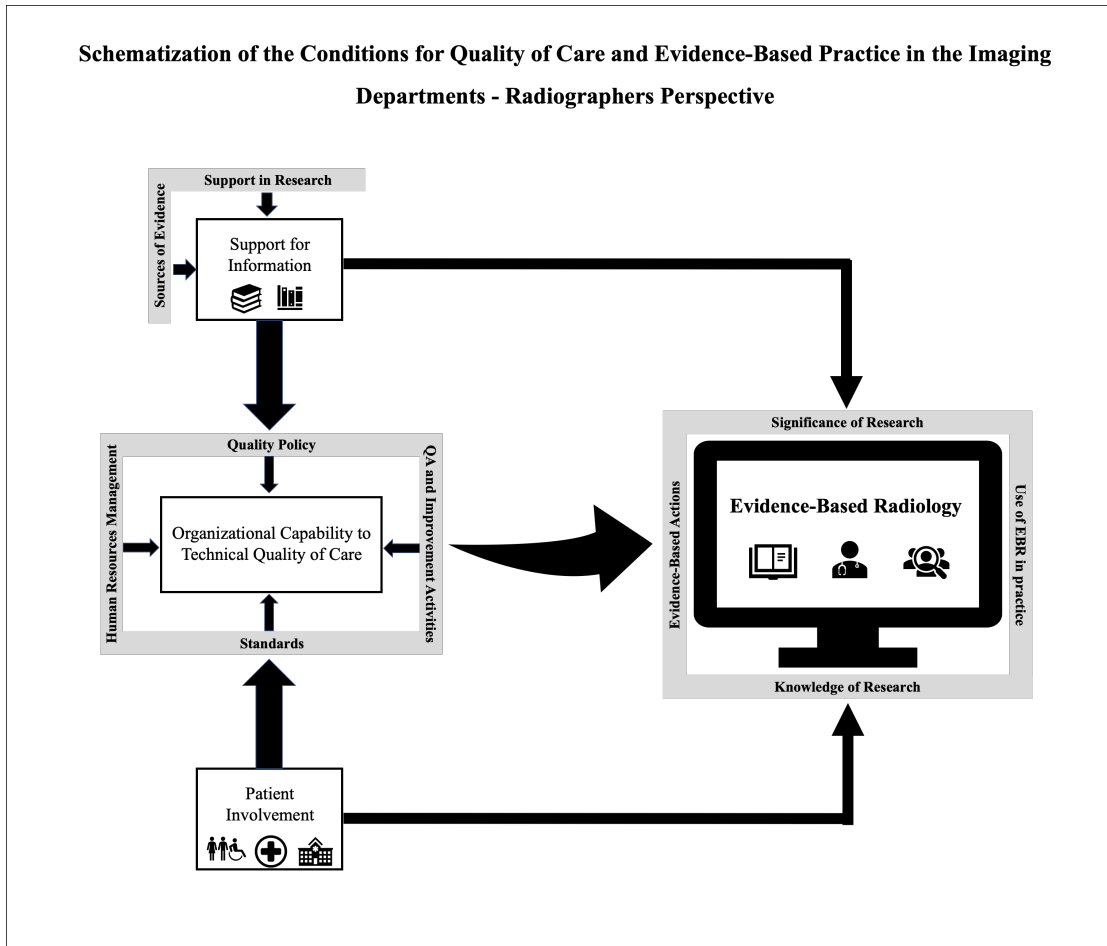 Schematization of the Conditions for Quality of Care and Evidence-Based Practice in the Imaging
Departments - Radiographers Perspective
Support in Research
Sources of Evidence
Support for
Information
Quality Policy
Human Resources Management
QA and Improvement Activities
Organizational Capability to
Technical Quality of Care
Standards
Patient
Involvement
Significance of Research
Evidence-Based Actions
Use of EBR in practice
Evidence-Based Radiology
Knowledge of Research